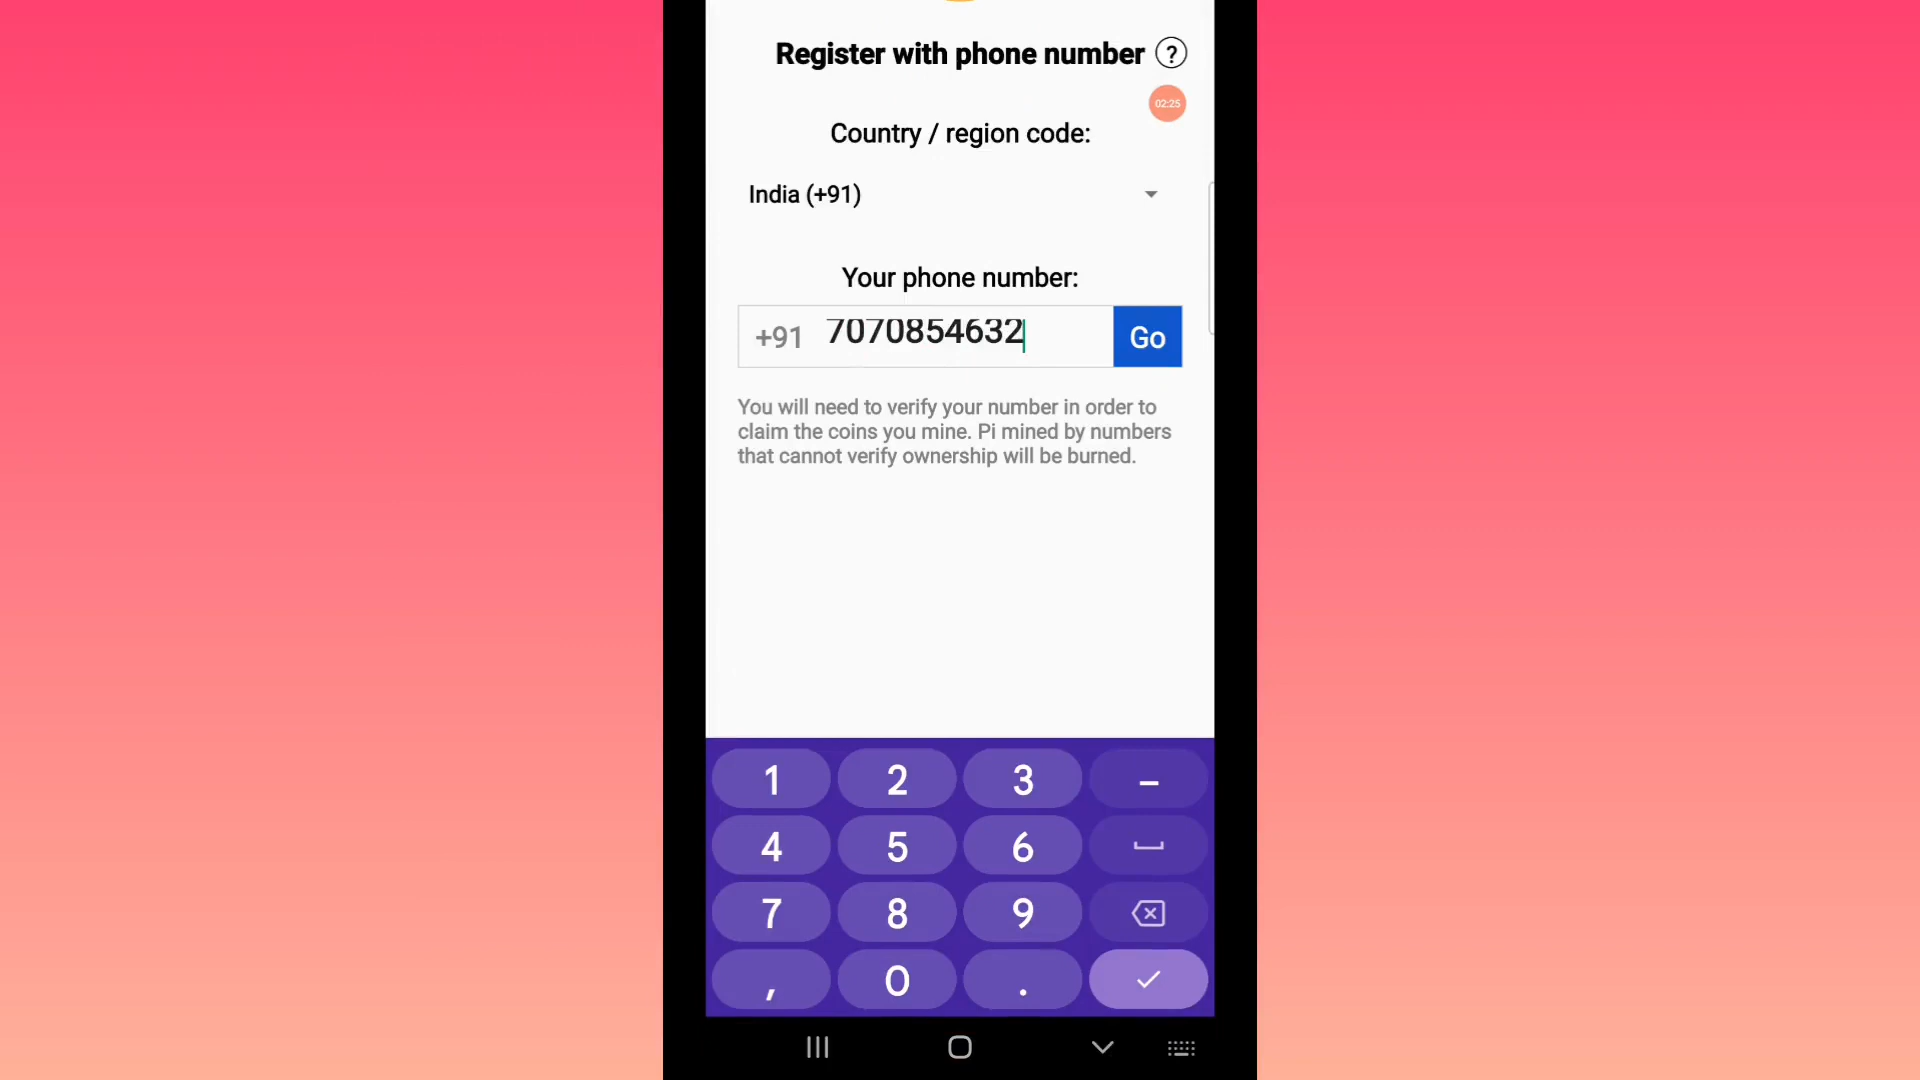 Register with phone number ?
02:25
Country / region code:
India (+91)
Your phone number:
+91 7070854632 Go
You will need to verify your number in order to
claim the coins you mine. Pi mined by numbers
that cannot verify ownership will be burned.
1 2 3 –
4 5 6
7 8 9
, 0 .